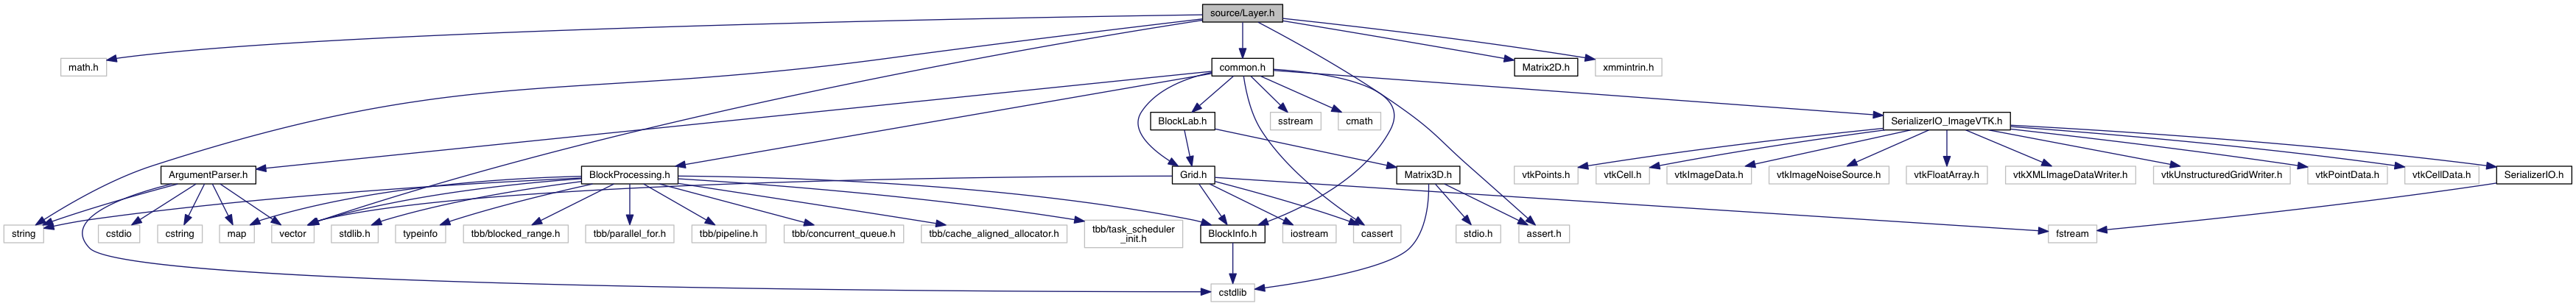 source/Layer.h
math.h
common.h
Matrix2D.h
xmmintrin.h
BlockLab.h
sstream
cmath
SerializerIO_ImageVTK.h
ArgumentParser.h
BlockProcessing.h
Grid.h
Matrix3D.h
vtkPoints.h
vtkCell.h
vtkImageData.h
vtkImageNoiseSource.h
vtkFloatArray.h
vtkXMLImageDataWriter.h
vtkUnstructuredGridWriter.h
vtkPointData.h
vtkCellData.h
SerializerIO.h
string
cstdio
cstring
map
vector
stdlib.h
typeinfo
tbb/blocked_range.h
tbb/parallel_for.h
tbb/pipeline.h
tbb/concurrent_queue.h
tbb/cache_aligned_allocator.h
tbb/task_scheduler
_init.h
BlockInfo.h
iostream
cassert
stdio.h
assert.h
fstream
cstdlib